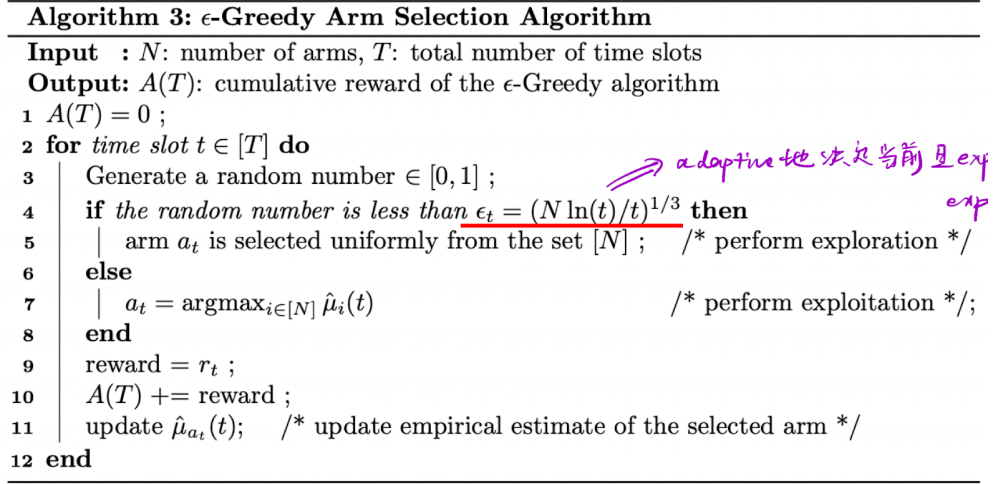 Algorithm 3: ϵ-Greedy Arm Selection Algorithm
Input : N: number of arms, T: total number of time slots
Output: A(T): cumulative reward of the ϵ-Greedy algorithm
1 A(T) = 0 ;
2 for time slot t ∈ [T] do
3 Generate a random number ∈ [0, 1] ;
adaptive地决定当前是exp
4 if the random number is less than ϵ_t = (N ln(t)/t)^{1/3} then
exp
5 arm a_t is selected uniformly from the set [N] ; /* perform exploration */
6 else
7 a_t = argmax_{i∈[N]} μ̂_i(t) /* perform exploitation */;
8 end
9 reward = r_t ;
10 A(T) += reward ;
11 update μ̂_{a_t}(t); /* update empirical estimate of the selected arm */
12 end